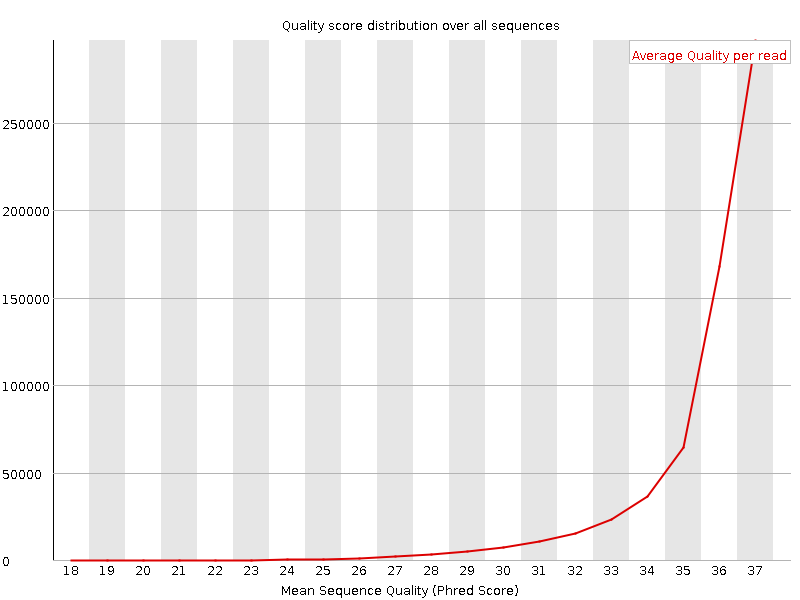 Quality score distribution over all sequences
Average Quality per read
250000
200000
150000
100000
50000
0
18 19 20 21 22 23 24 25 26 27 28 29 30 31 32 33 34 35 36 37
Mean Sequence Quality (Phred Score)